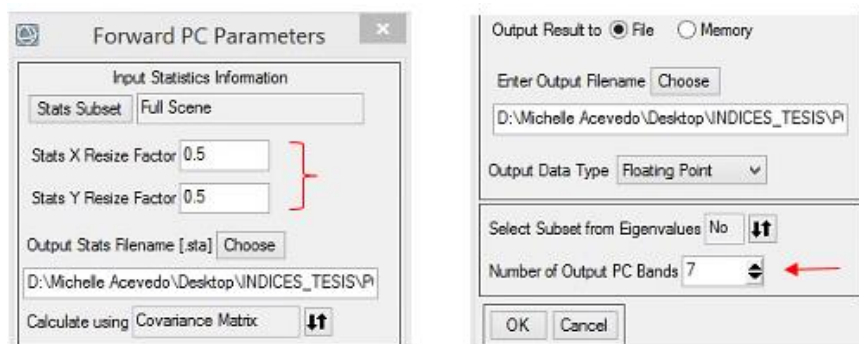 Forward PC Parameters
Input Statistics Information
Stats Subset Full Scene
Stats X Resize Factor 0.5
Stats Y Resize Factor 0.5
Output Stats Filename [.sta] Choose
D:\Michelle Acevedo\Desktop\INDICES_TESIS\P
Calculate using Covariance Matrix
Output Result to File Memory
Enter Output Filename Choose
D:\Michelle Acevedo\Desktop\INDICES_TESIS\P
Output Data Type Floating Point
Select Subset from Eigenvalues No
Number of Output PC Bands 7
OK Cancel